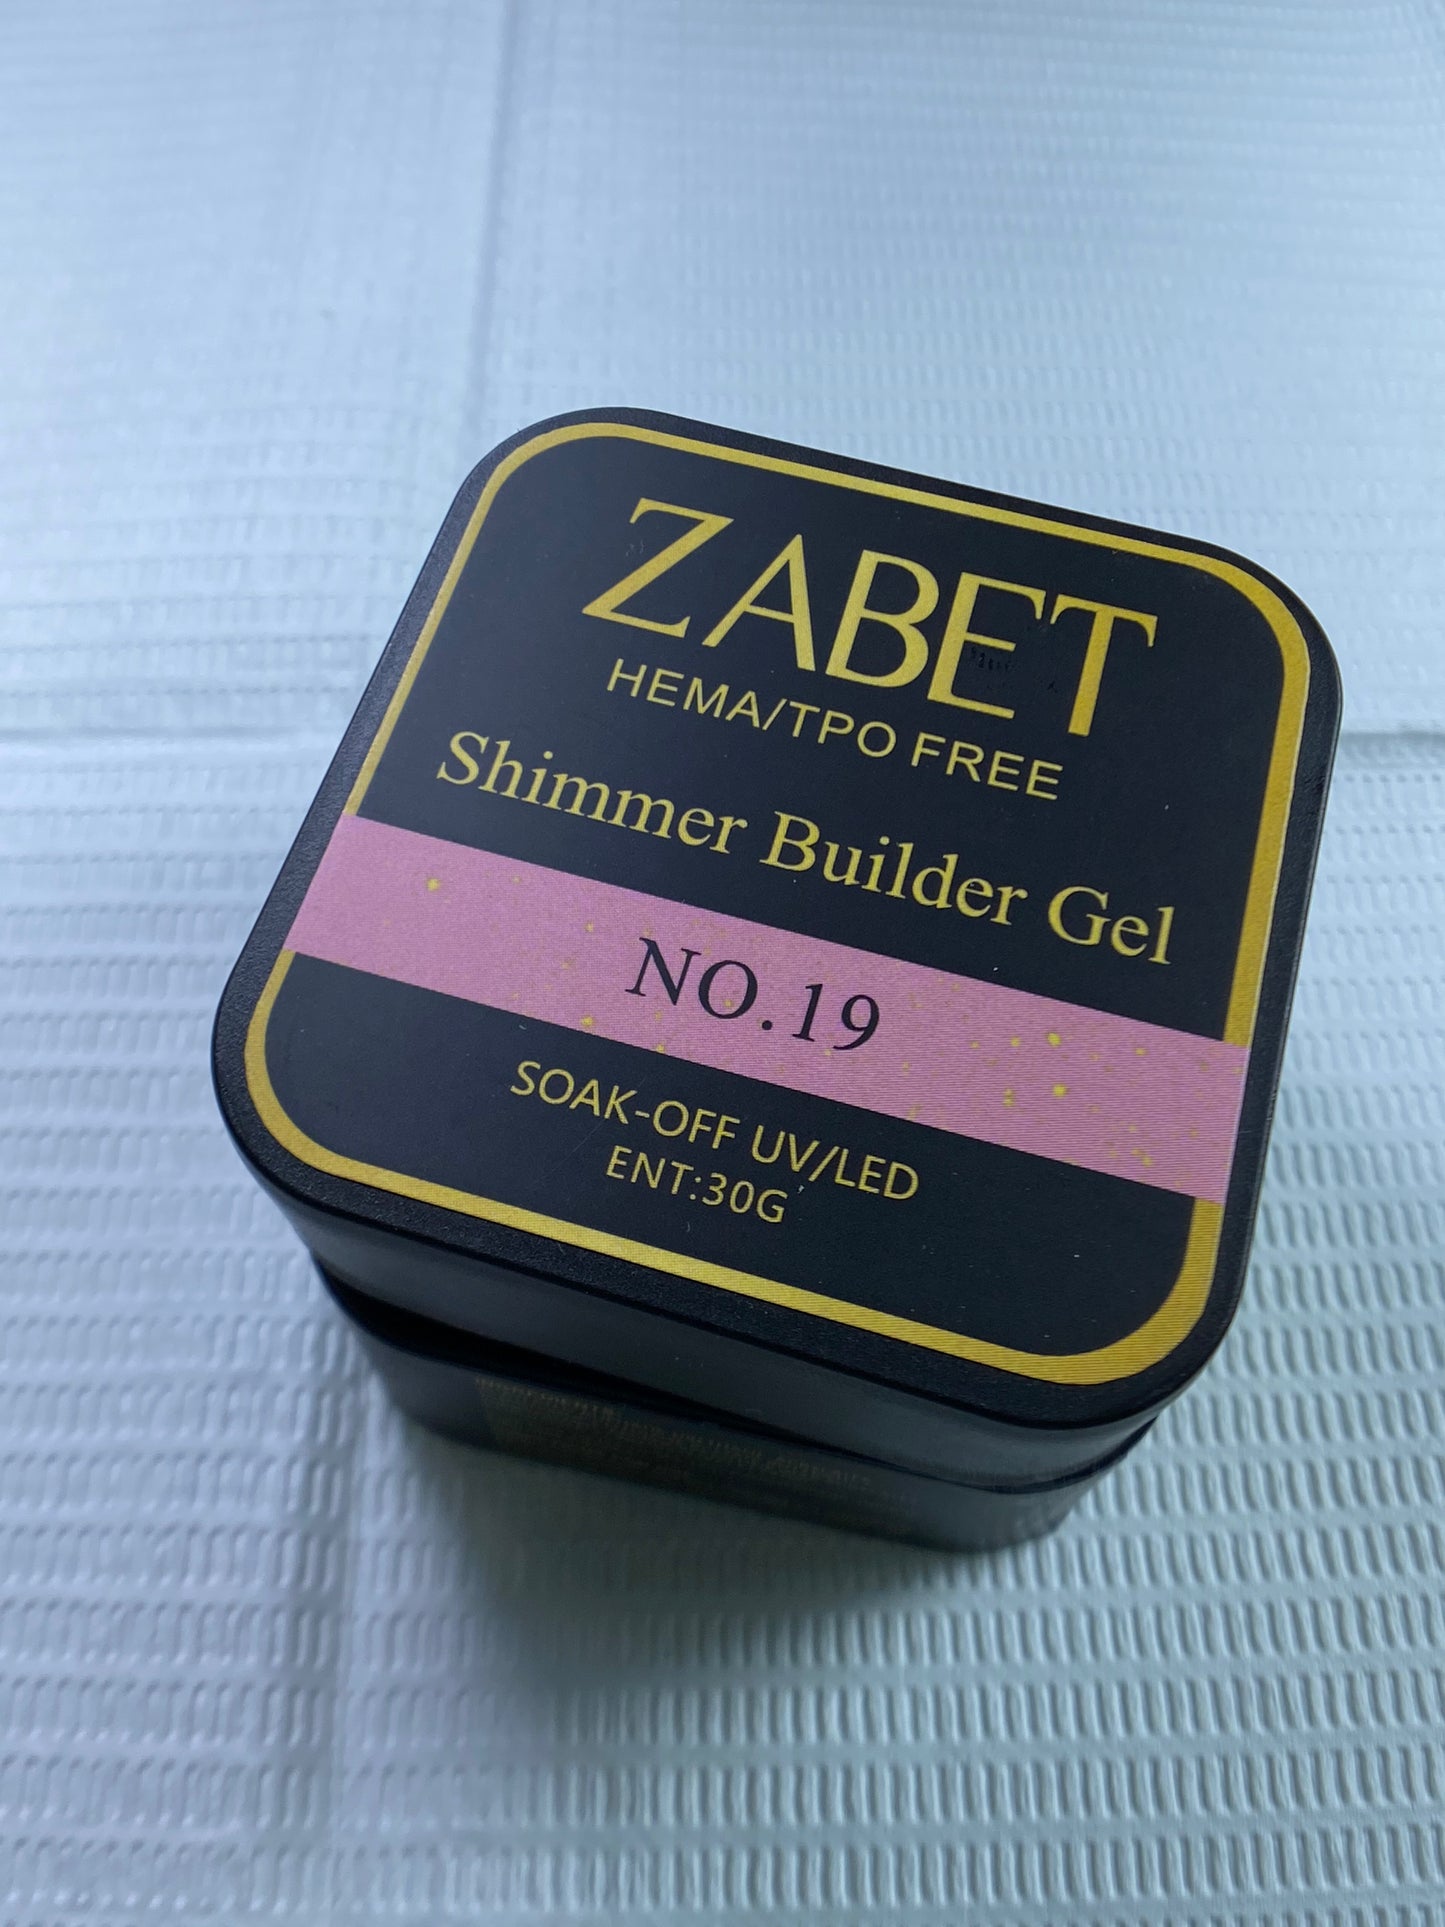 ZABET
HEMA/TPO FREE
Shimmer Builder Gel
NO.19
SOAK-OFF UV/LED
ENT:30G